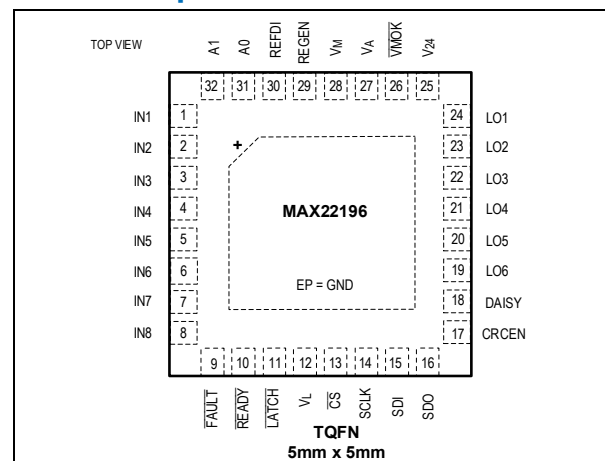 TOP VIEW
A1 A0 REFDI REGEN VM VA VMOK V24
32 31 30 29 28 27 26 25
IN1 1 24 LO1
IN2 2 + 23 LO2
IN3 3 22 LO3
IN4 4 MAX22196 21 LO4
IN5 5 20 LO5
IN6 6 19 LO6
IN7 7 EP = GND 18 DAISY
IN8 8 17 CRCEN
9 10 11 12 13 14 15 16
FAULT READY LATCH VL CS SCLK SDI SDO
TQFN
5mm x 5mm